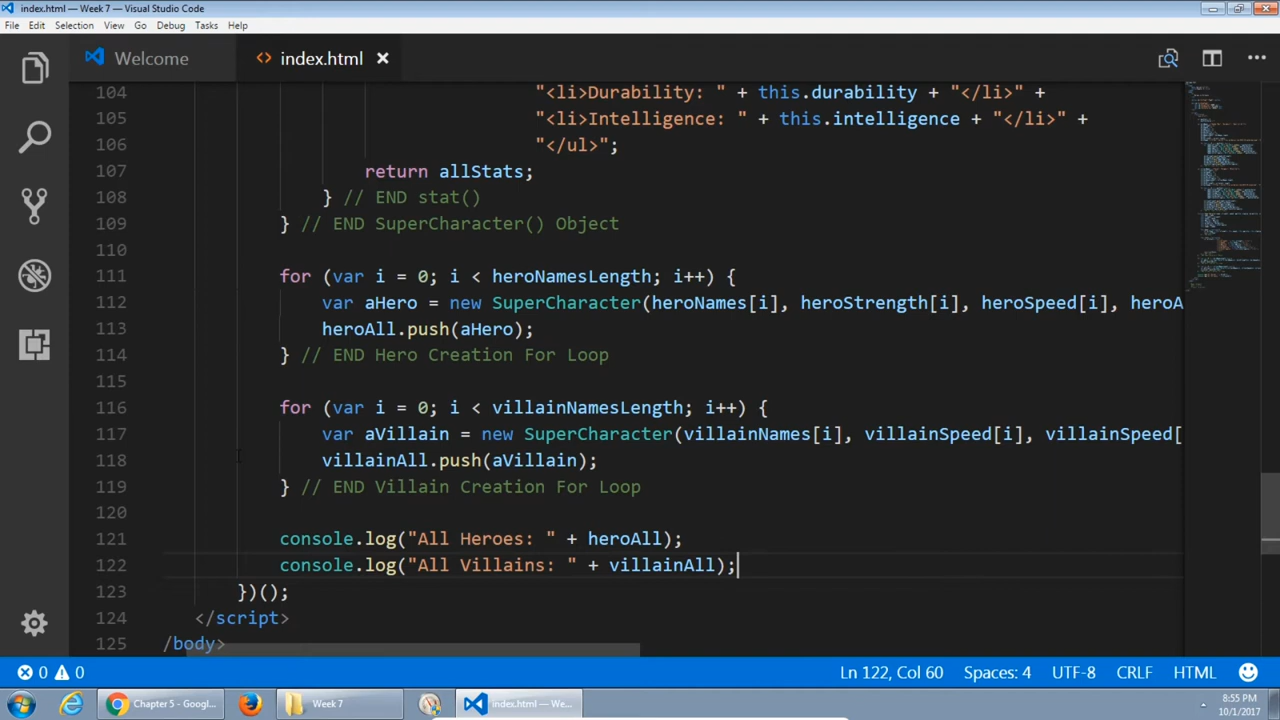 index.html — Week 7 — Visual Studio Code
File Edit Selection View Go Debug Tasks Help
Welcome index.html
104 "<li>Durability: " + this.durability + "</li>" +
105 "<li>Intelligence: " + this.intelligence + "</li>" +
106 "</ul>";
107 return allStats;
108 } // END stat()
109 } // END SuperCharacter() Object
110
111 for (var i = 0; i < heroNamesLength; i++) {
112 var aHero = new SuperCharacter(heroNames[i], heroStrength[i], heroSpeed[i], heroA
113 heroAll.push(aHero);
114 } // END Hero Creation For Loop
115
116 for (var i = 0; i < villainNamesLength; i++) {
117 var aVillain = new SuperCharacter(villainNames[i], villainSpeed[i], villainSpeed[
118 villainAll.push(aVillain);
119 } // END Villain Creation For Loop
120
121 console.log("All Heroes: " + heroAll);
122 console.log("All Villains: " + villainAll);
123 })();
124 </script>
125 /body>
0 0 Ln 122, Col 60 Spaces: 4 UTF-8 CRLF HTML
Chapter 5 - Googl... Week 7 index.html — We... 8:55 PM
10/1/2017